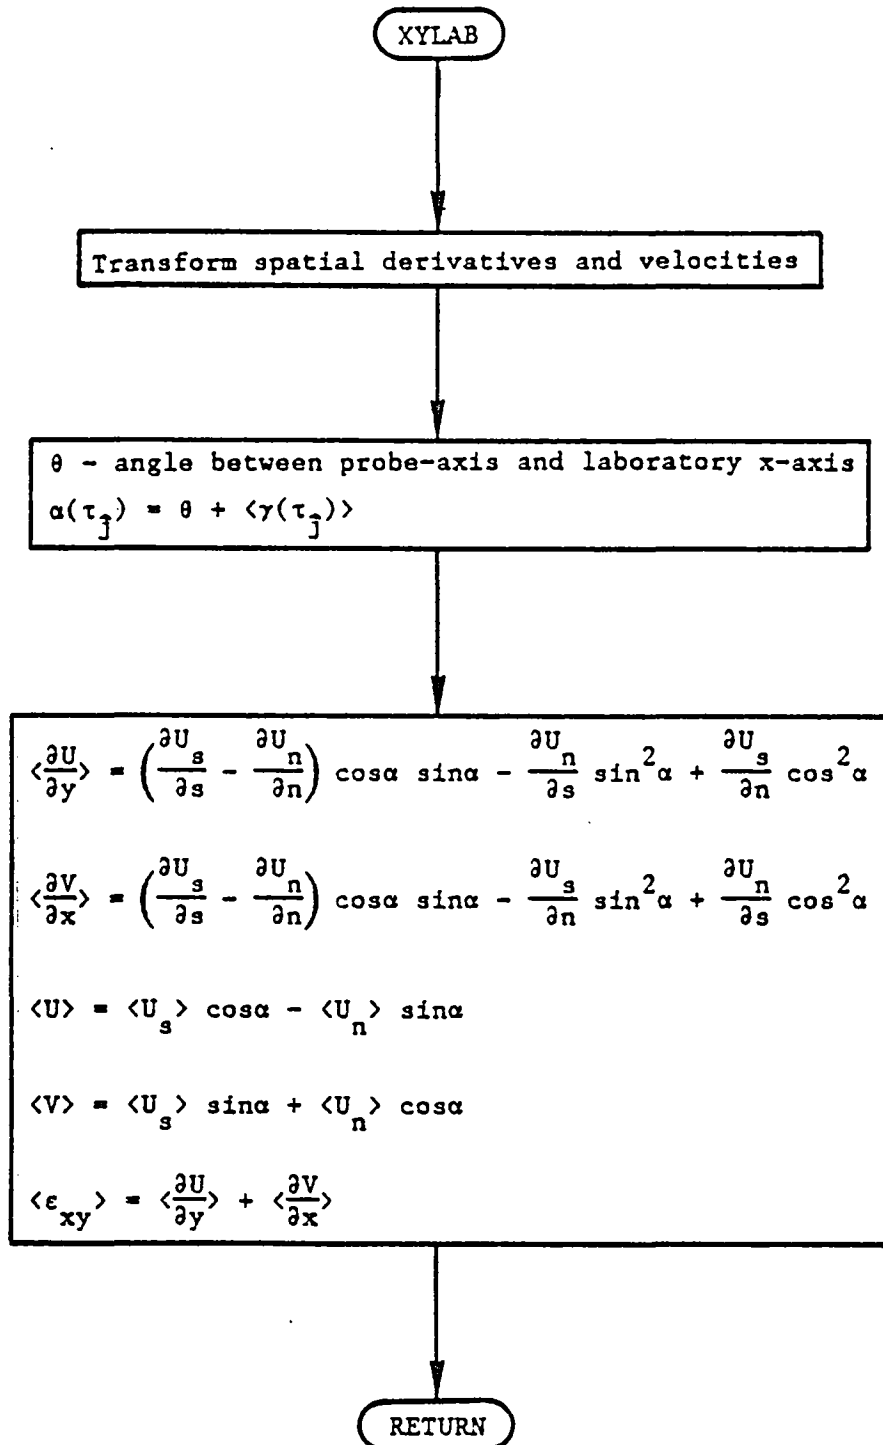 XYLAB
Transform spatial derivatives and velocities
θ - angle between probe-axis and laboratory x-axis
α(τ_ĵ) = θ + <γ(τ_ĵ)>
<∂U/∂y> = (∂U_s/∂s - ∂U_n/∂n) cosα sinα - ∂U_n/∂s sin²α + ∂U_s/∂n cos²α
<∂V/∂x> = (∂U_s/∂s - ∂U_n/∂n) cosα sinα - ∂U_s/∂n sin²α + ∂U_n/∂s cos²α
<U> = <U_s> cosα - <U_n> sinα
<V> = <U_s> sinα + <U_n> cosα
<ε_xy> = <∂U/∂y> + <∂V/∂x>
RETURN